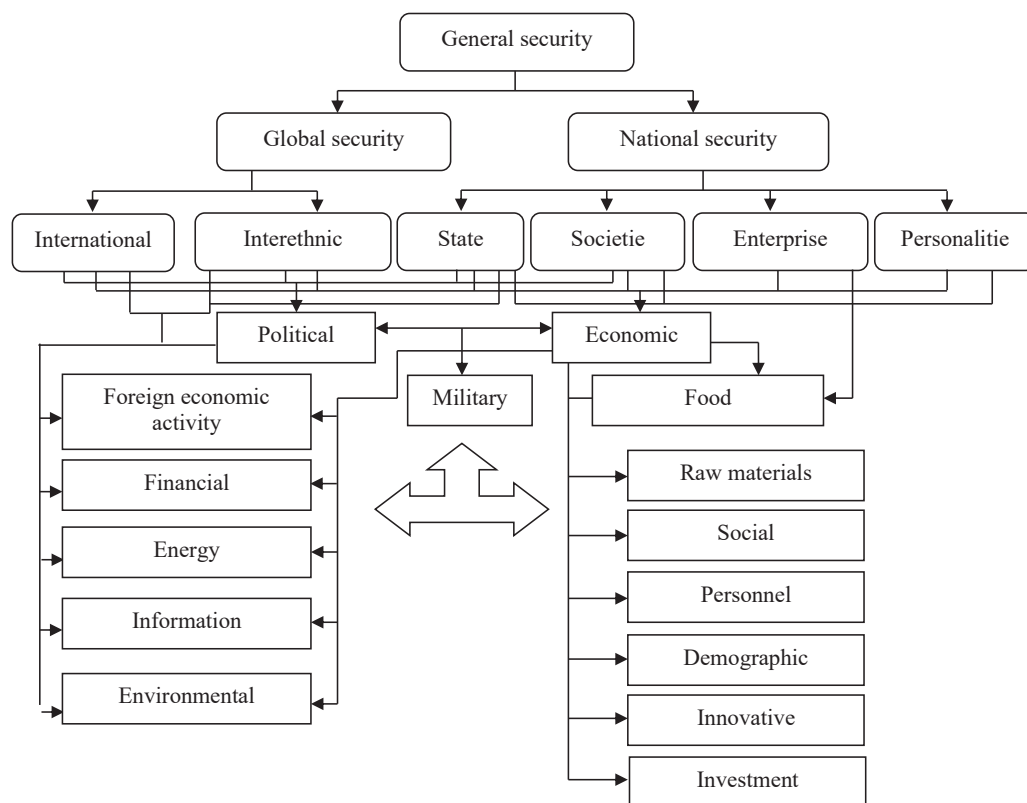 General security
Global security
National security
International
Interethnic
State
Societie
Enterprise
Personalitie
Political
Economic
Military
Food
Foreign economic
activity
Financial
Energy
Information
Environmental
Raw materials
Social
Personnel
Demographic
Innovative
Investment